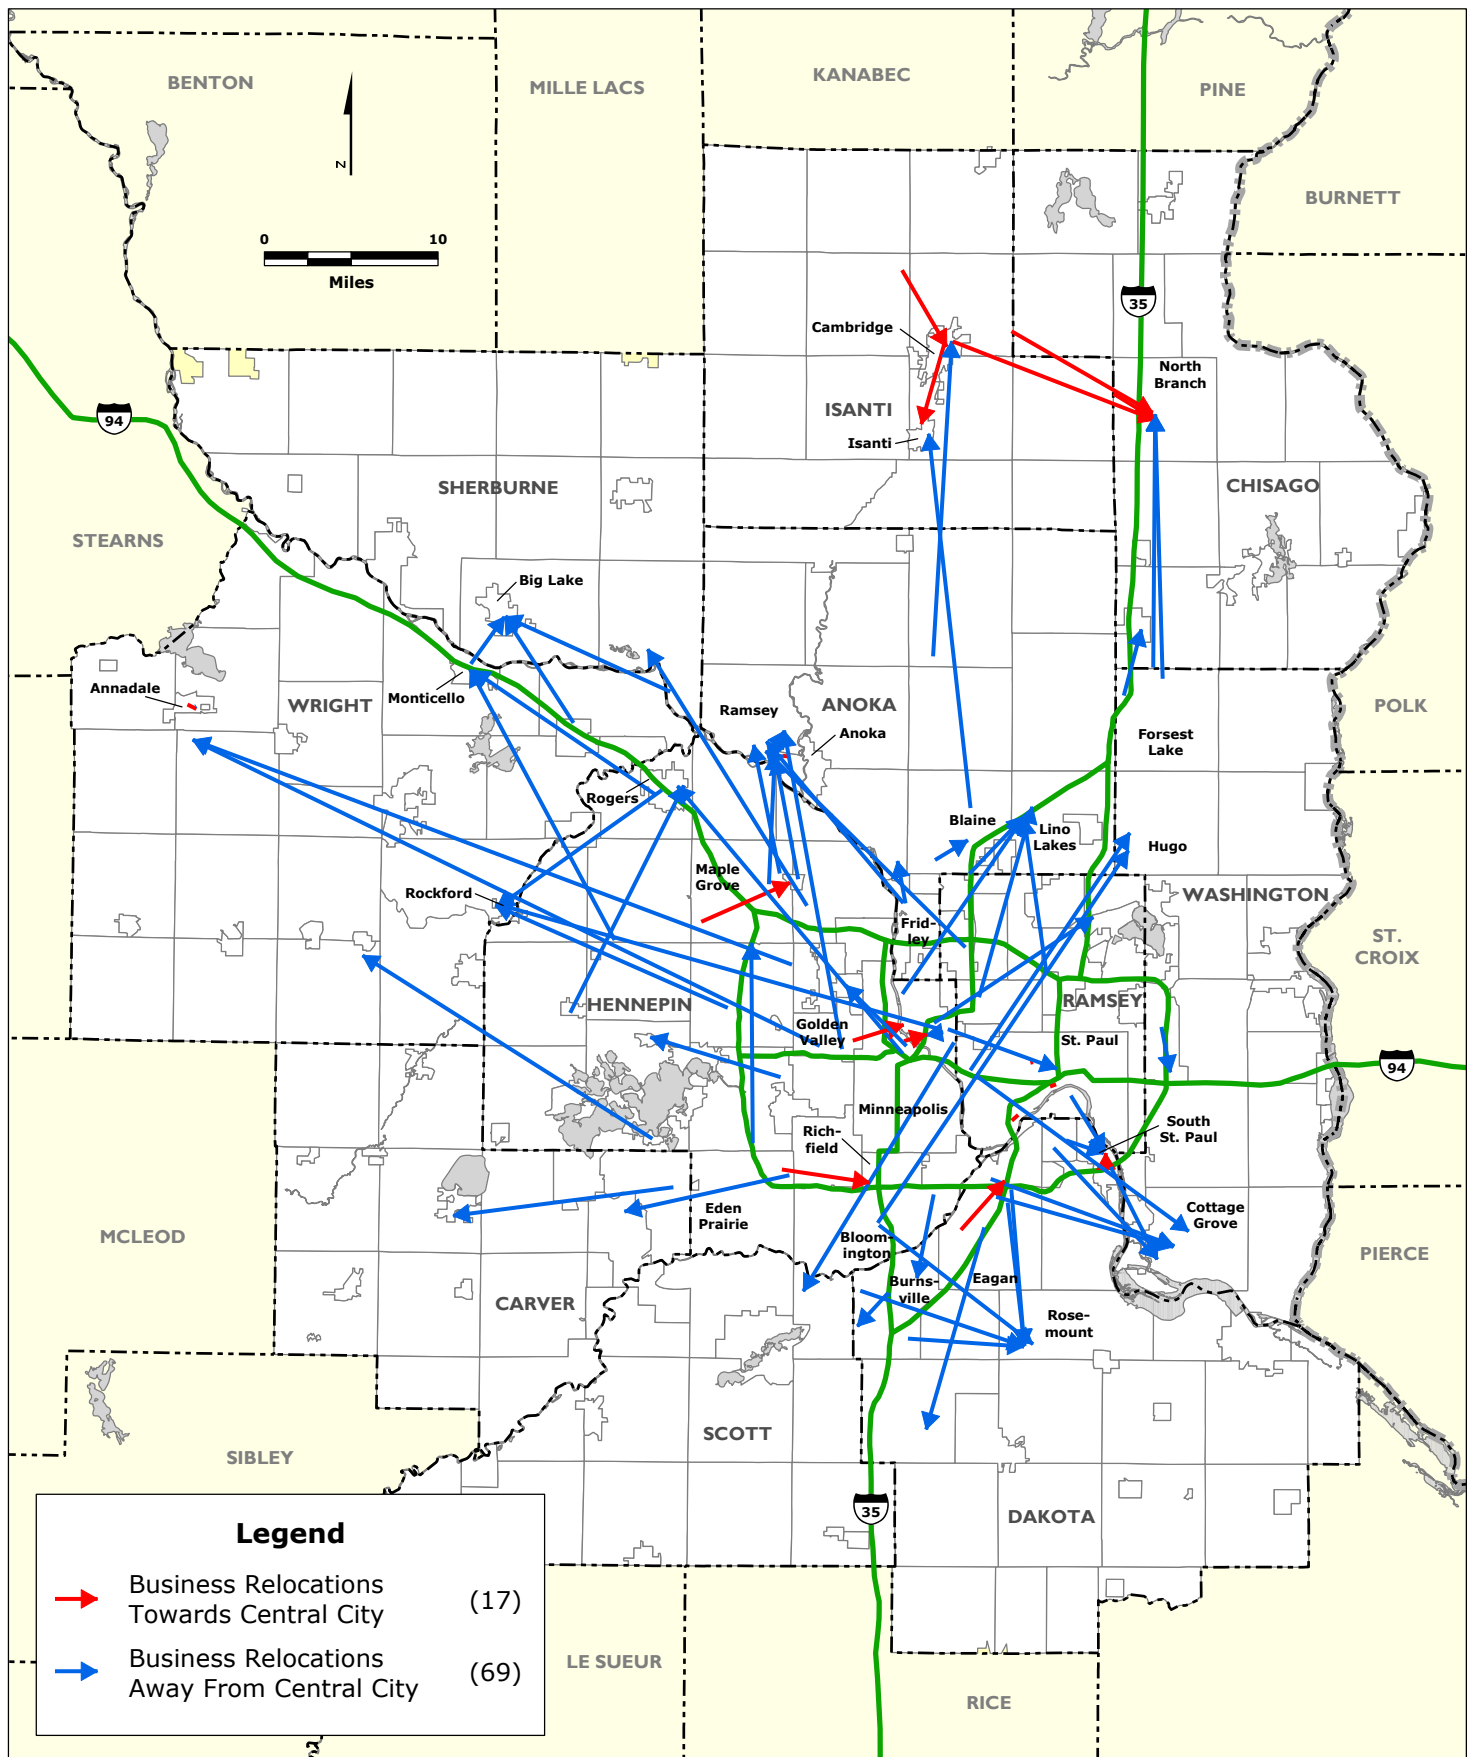 BENTON
MILLE LACS
KANABEC
PINE
BURNETT
N
0 10
Miles
35
Cambridge
North
Branch
ISANTI
Isanti
94
SHERBURNE
CHISAGO
STEARNS
Big Lake
Annadale
WRIGHT
Monticello
Ramsey
ANOKA
Anoka
POLK
Forsest
Lake
Rogers
Blaine
Lino
Lakes
Hugo
Maple
Grove
Rockford
WASHINGTON
Frid-
ley
ST.
CROIX
HENNEPIN
RAMSEY
Golden
Valley
St. Paul
94
Minneapolis
Rich-
field
South
St. Paul
Eden
Prairie
Cottage
Grove
MCLEOD
Bloom-
ington
PIERCE
Burns-
ville
Eagan
CARVER
Rose-
mount
SCOTT
SIBLEY
35
DAKOTA
Legend
Business Relocations
Towards Central City (17)
Business Relocations
Away From Central City (69)
LE SUEUR
RICE